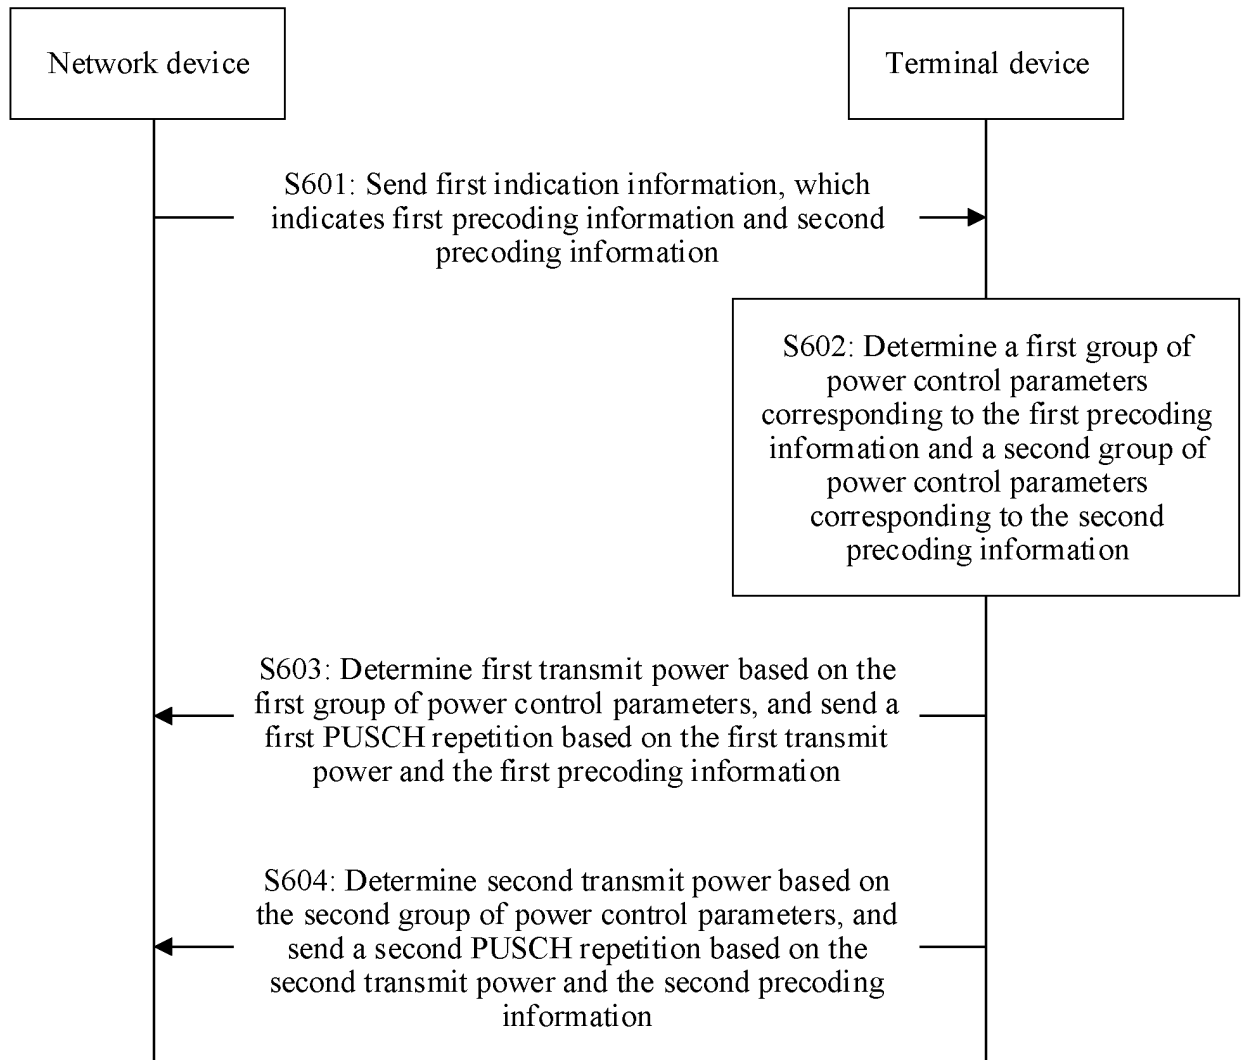 Network device
Terminal device
S601: Send first indication information, which
indicates first precoding information and second
precoding information
S602: Determine a first group of
power control parameters
corresponding to the first precoding
information and a second group of
power control parameters
corresponding to the second
precoding information
S603: Determine first transmit power based on the
first group of power control parameters, and send a
first PUSCH repetition based on the first transmit
power and the first precoding information
S604: Determine second transmit power based on
the second group of power control parameters, and
send a second PUSCH repetition based on the
second transmit power and the second precoding
information